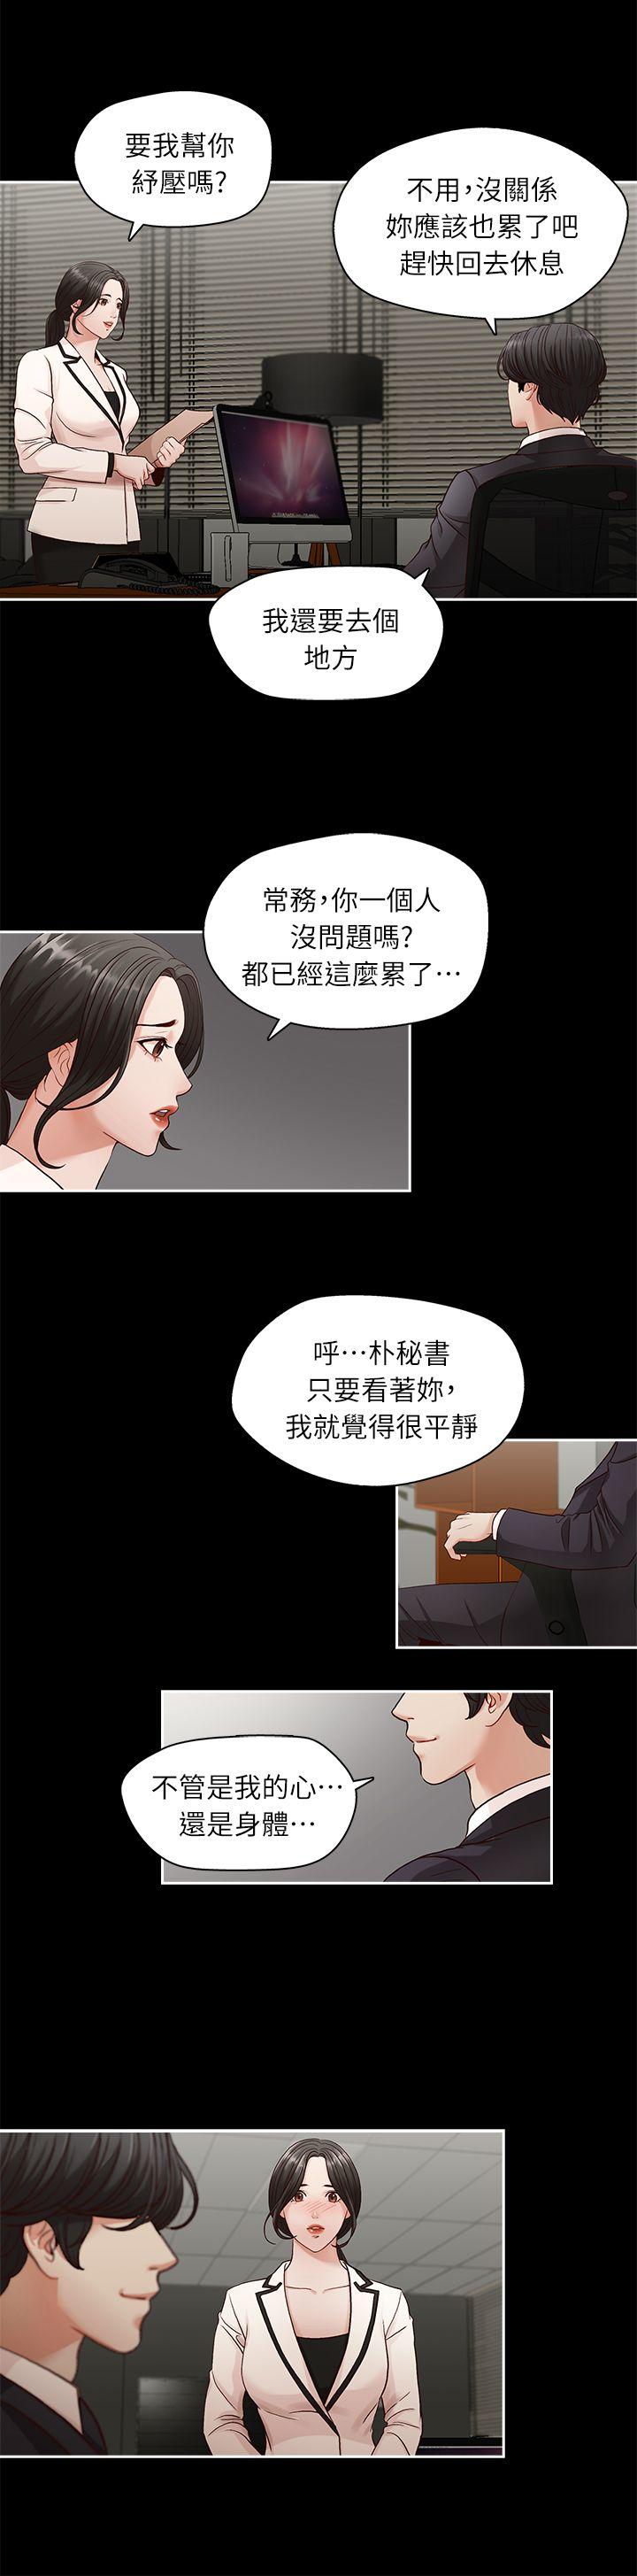 要我幫你
紓壓嗎?
不用,沒關係
妳應該也累了吧
趕快回去休息
我還要去個
地方
常務,你一個人
沒問題嗎?
都已經這麼累了…
呼…朴秘書
只要看著妳,
我就覺得很平靜
不管是我的心…
還是身體…